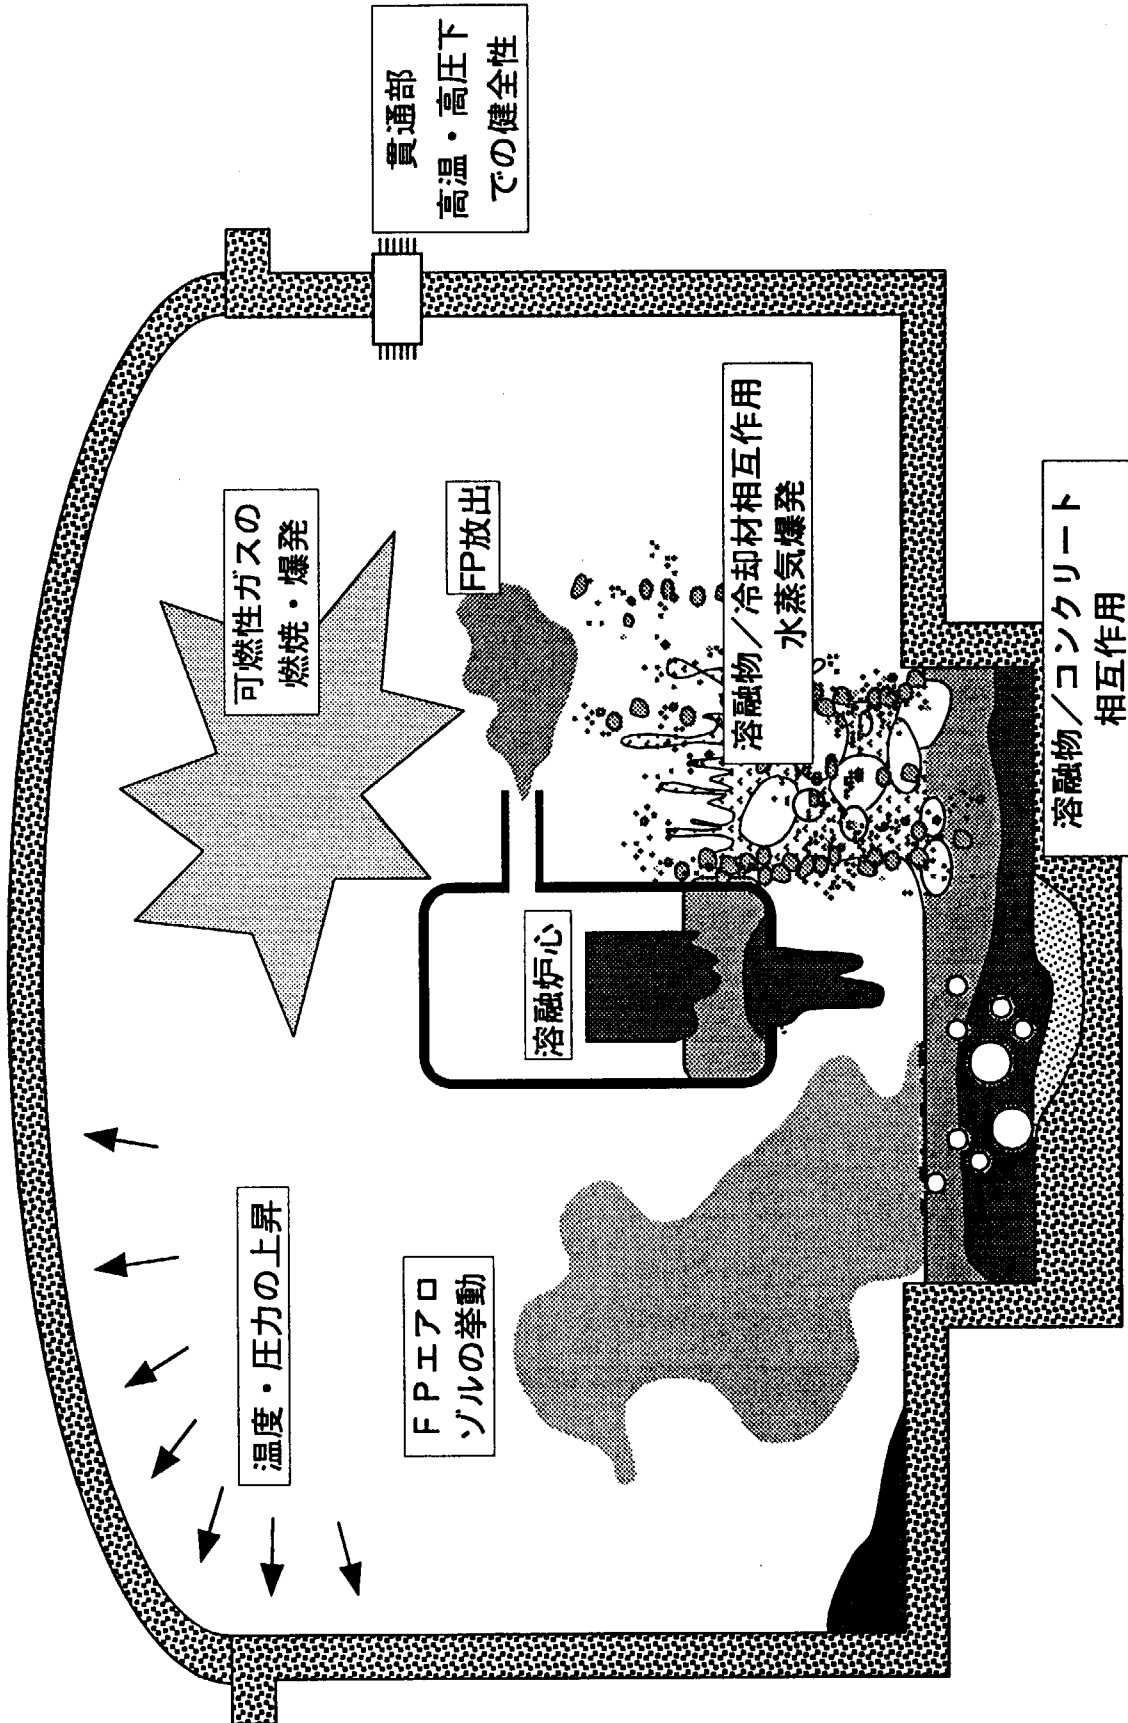 貫通部
高温・高圧下
での健全性
可燃性ガスの
燃焼・爆発
FP放出
溶融物／冷却材相互作用
水蒸気爆発
溶融物／コンクリート
相互作用
溶融炉心
温度・圧力の上昇
ＦＰエアロ
ゾルの挙動